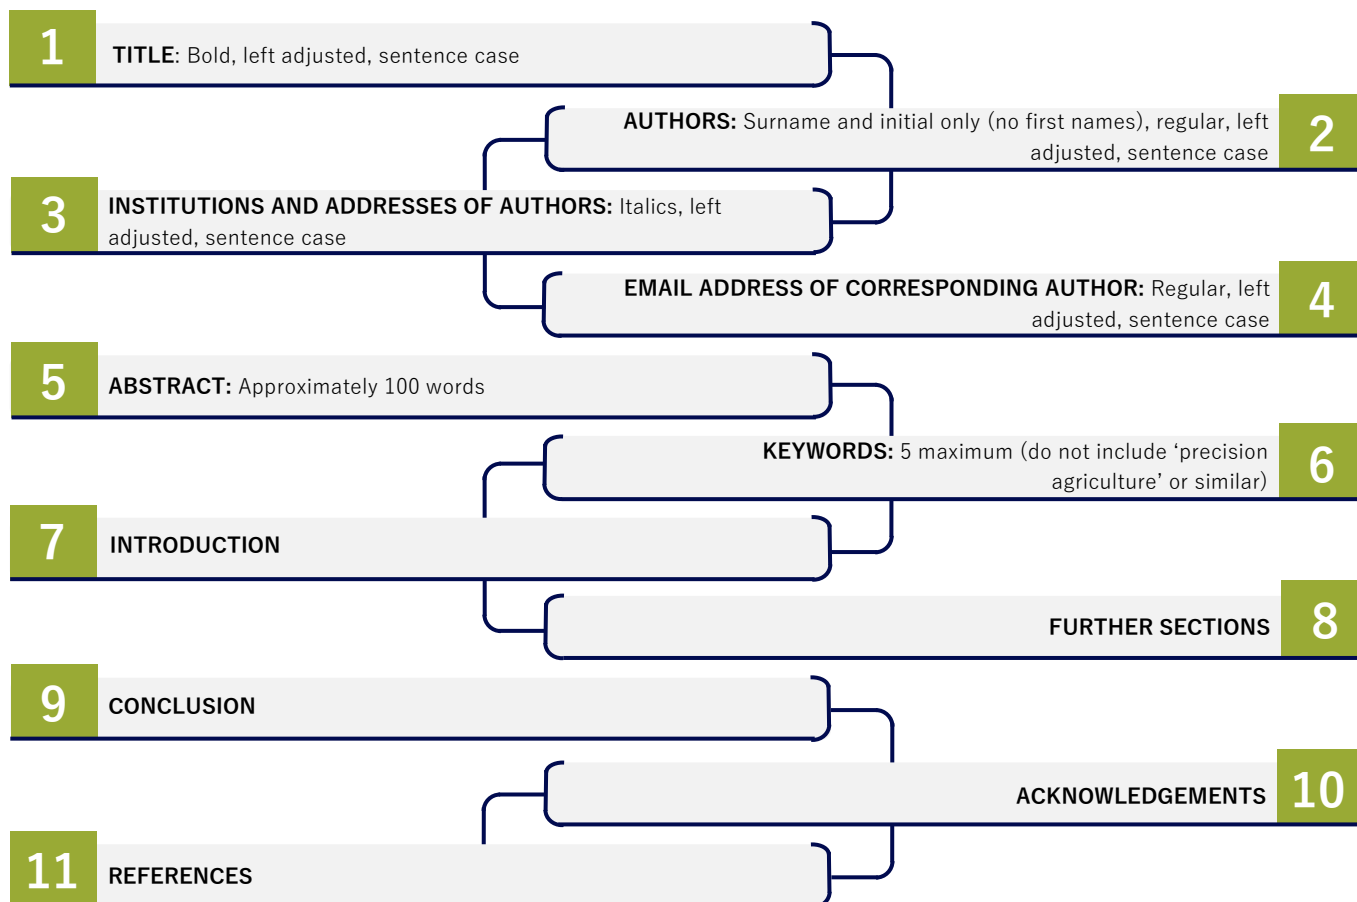 1
TITLE: Bold, left adjusted, sentence case
2
AUTHORS: Surname and initial only (no first names), regular, left
adjusted, sentence case
3
INSTITUTIONS AND ADDRESSES OF AUTHORS: Italics, left
adjusted, sentence case
4
EMAIL ADDRESS OF CORRESPONDING AUTHOR: Regular, left
adjusted, sentence case
5
ABSTRACT: Approximately 100 words
6
KEYWORDS: 5 maximum (do not include ‘precision
agriculture’ or similar)
7
INTRODUCTION
8
FURTHER SECTIONS
9
CONCLUSION
10
ACKNOWLEDGEMENTS
11
REFERENCES